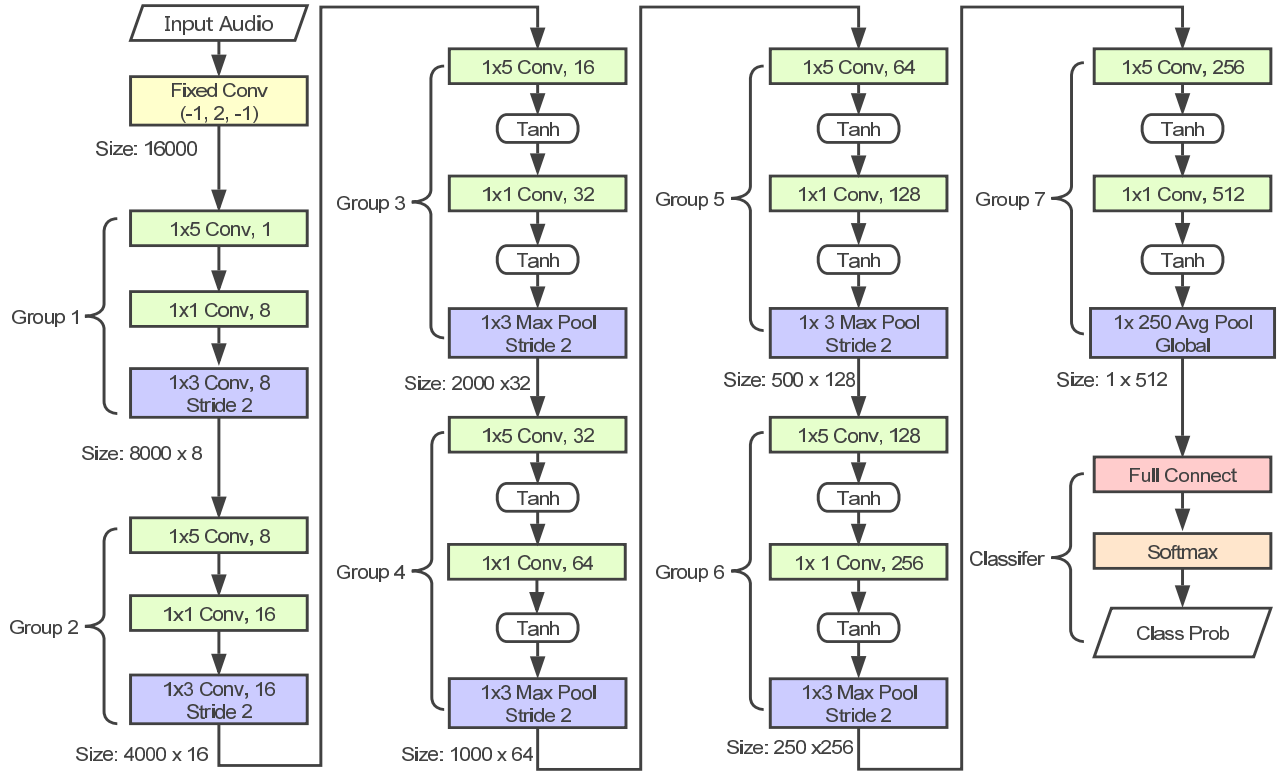 Input Audio
Fixed Conv
(-1, 2, -1)
Size: 16000
Group 1
1x5 Conv, 1
1x1 Conv, 8
1x3 Conv, 8
Stride 2
Size: 8000 x 8
Group 2
1x5 Conv, 8
1x1 Conv, 16
1x3 Conv, 16
Stride 2
Size: 4000 x 16
Group 3
1x5 Conv, 16
Tanh
1x1 Conv, 32
Tanh
1x3 Max Pool
Stride 2
Size: 2000 x32
Group 4
1x5 Conv, 32
Tanh
1x1 Conv, 64
Tanh
1x3 Max Pool
Stride 2
Size: 1000 x 64
Group 5
1x5 Conv, 64
Tanh
1x1 Conv, 128
Tanh
1x 3 Max Pool
Stride 2
Size: 500 x 128
Group 6
1x5 Conv, 128
Tanh
1x 1 Conv, 256
Tanh
1x3 Max Pool
Stride 2
Size: 250 x256
Group 7
1x5 Conv, 256
Tanh
1x1 Conv, 512
Tanh
1x 250 Avg Pool
Global
Size: 1 x 512
Classifer
Full Connect
Softmax
Class Prob